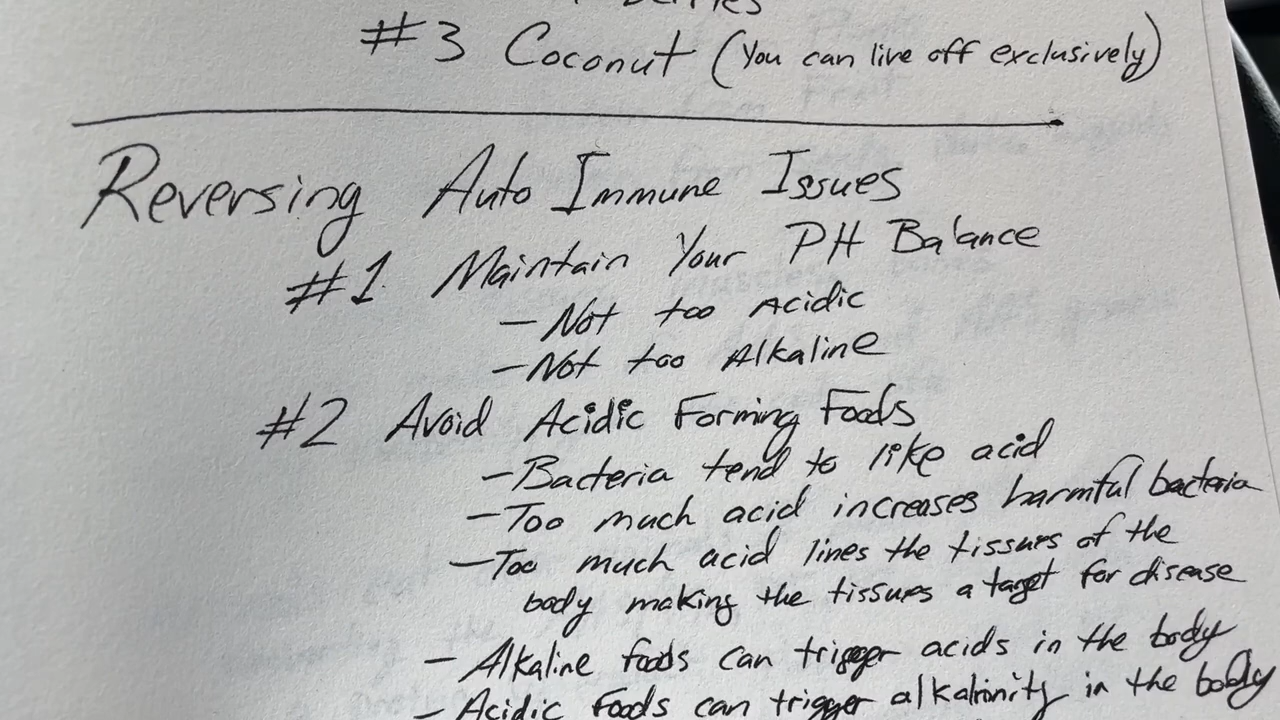 #3 Coconut (You can live off exclusively)
Reversing Auto Immune Issues
#1 Maintain Your PH Balance
- Not too Acidic
- Not too Alkaline
#2 Avoid Acidic Forming Foods
- Bacteria tend to like acid
- Too much acid increases harmful bacteria
- Too much acid lines the tissues of the
body making the tissues a target for disease
- Alkaline foods can trigger acids in the body
- Acidic Foods can trigger alkalinity in the body